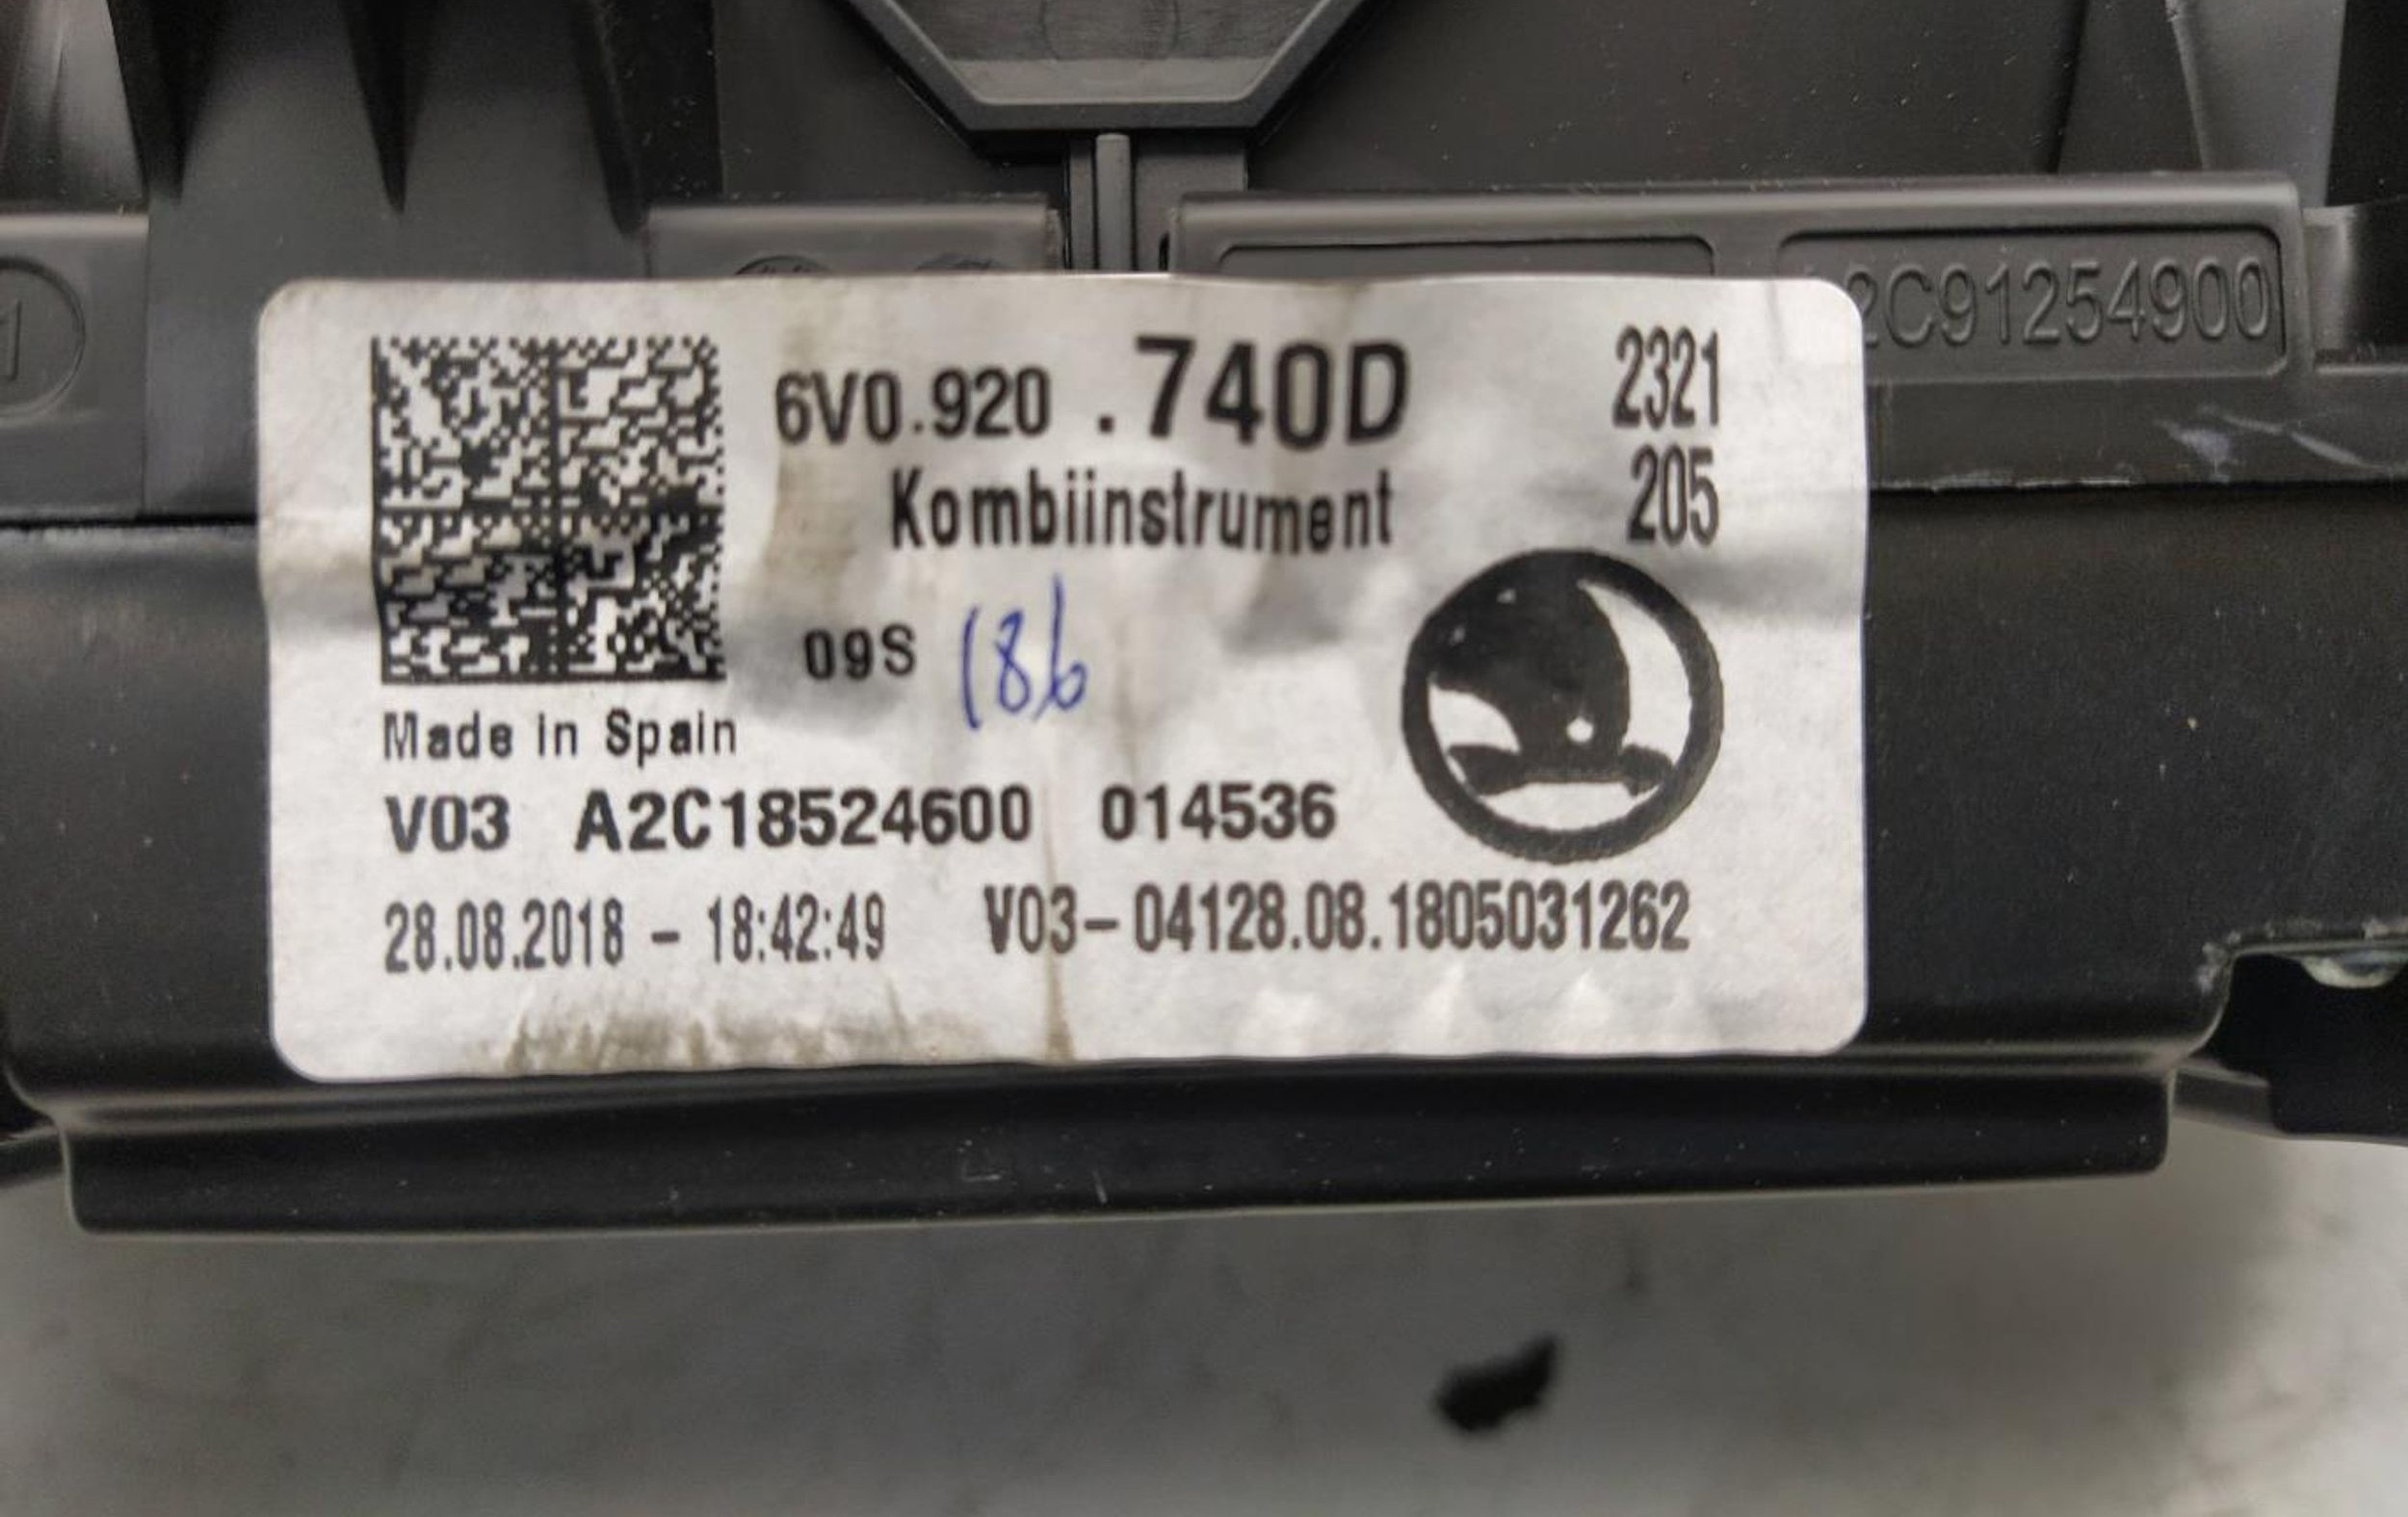 2C91254900
1
6V0.920 .740D 2321
Kombiinstrument 205
09S 186
Made in Spain
V03 A2C18524600 014536
28.08.2018 - 18:42:49 V03-04128.08.1805031262